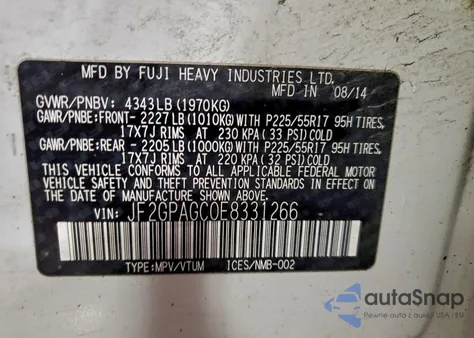 MFD BY FUJI HEAVY INDUSTRIES LTD.
MFD. IN 08/14
GVWR/PNBV: 4343LB (1970KG)
GAWR/PNBE:FRONT- 2227LB (1010KG) WITH P225/55R17 95H TIRES,
17X7J RIMS AT 230 KPA (33 PSI) COLD
GAWR/PNBE:REAR - 2205LB (1000KG) WITH P225/55R17 95H TIRES,
17X7J RIMS AT 220 KPA (32 PSI) COLD
THIS VEHICLE CONFORMS TO ALL APPLICABLE FEDERAL MOTOR
VEHICLE SAFETY STANDARDS IN EFFECT ON THE DATE OF
MANUFACTURE SHOWN ABOVE.
VIN: JF2GPAGC0E8331266
TYPE:MPV/VTUM ICES/NMB-002
autoSnap
Pewne auta z USA i EU